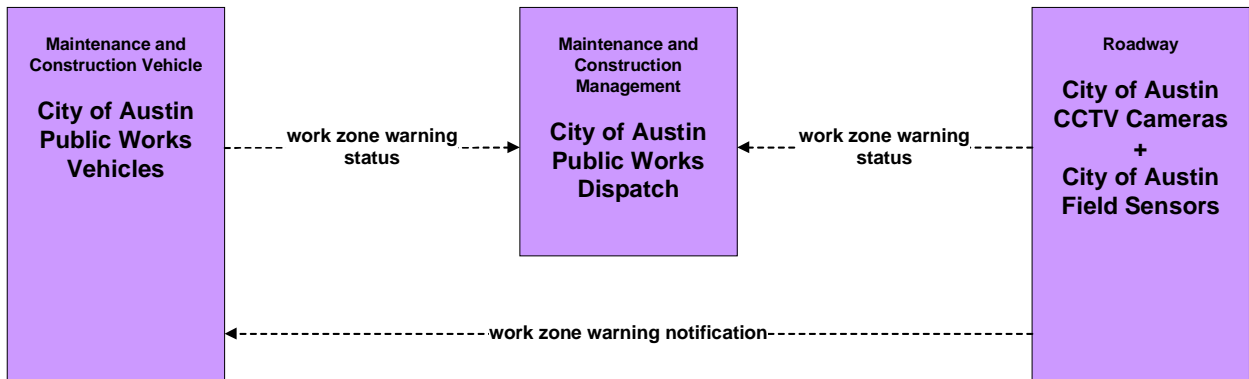 Maintenance and
Construction Vehicle
City of Austin
Public Works
Vehicles
work zone warning
status
Maintenance and
Construction
Management
City of Austin
Public Works
Dispatch
work zone warning
status
Roadway
City of Austin
CCTV Cameras
+
City of Austin
Field Sensors
work zone warning notification